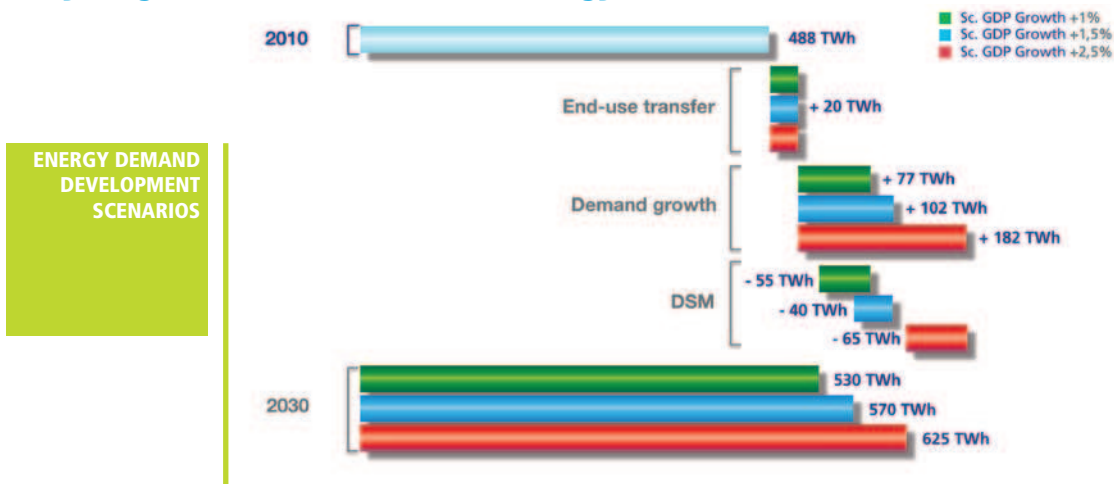 2010
488 TWh
Sc. GDP Growth +1%
Sc. GDP Growth +1,5%
Sc. GDP Growth +2,5%
End-use transfer
+ 20 TWh
ENERGY DEMAND
DEVELOPMENT
SCENARIOS
Demand growth
+ 77 TWh
+ 102 TWh
+ 182 TWh
DSM
- 55 TWh
- 40 TWh
- 65 TWh
2030
530 TWh
570 TWh
625 TWh